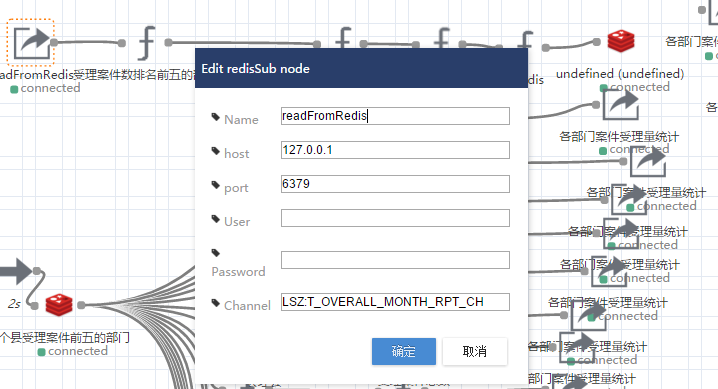 各部门案
adFromRedis受理案件数排名前五的部
connected
dis
undefined (undefined)
connected
Edit redisSub node
Name
readFromRedis
host
127.0.0.1
port
6379
User
Password
Channel
LSZ:T_OVERALL_MONTH_RPT_CH
确定
取消
各部门案件受理量统计
connected
各部门案件受理量统计
connected
各部门案件受理量统计
connected
各部门案件受理量统计
connected
各部门案件受理量统计
connected
各部门案件受理量统计
connected
各部门案件受理量统计
connected
2s
个县受理案件前五的部门
connected